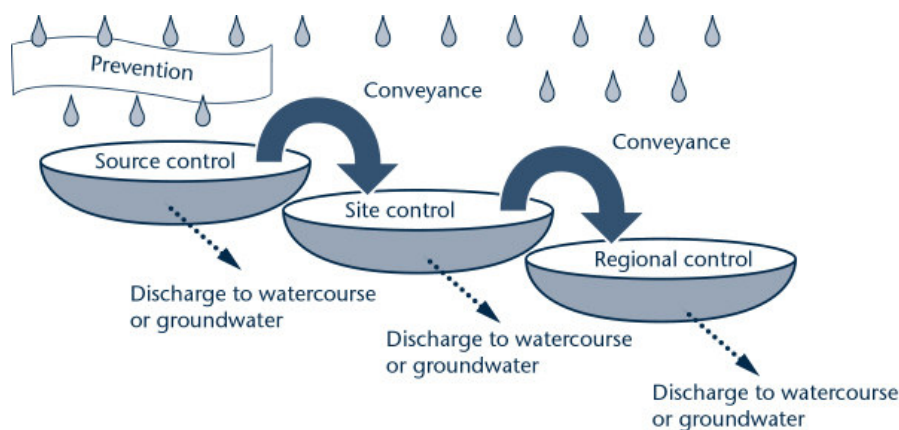 Prevention
Conveyance
Conveyance
Source control
Site control
Regional control
Discharge to watercourse
or groundwater
Discharge to watercourse
or groundwater
Discharge to watercourse
or groundwater